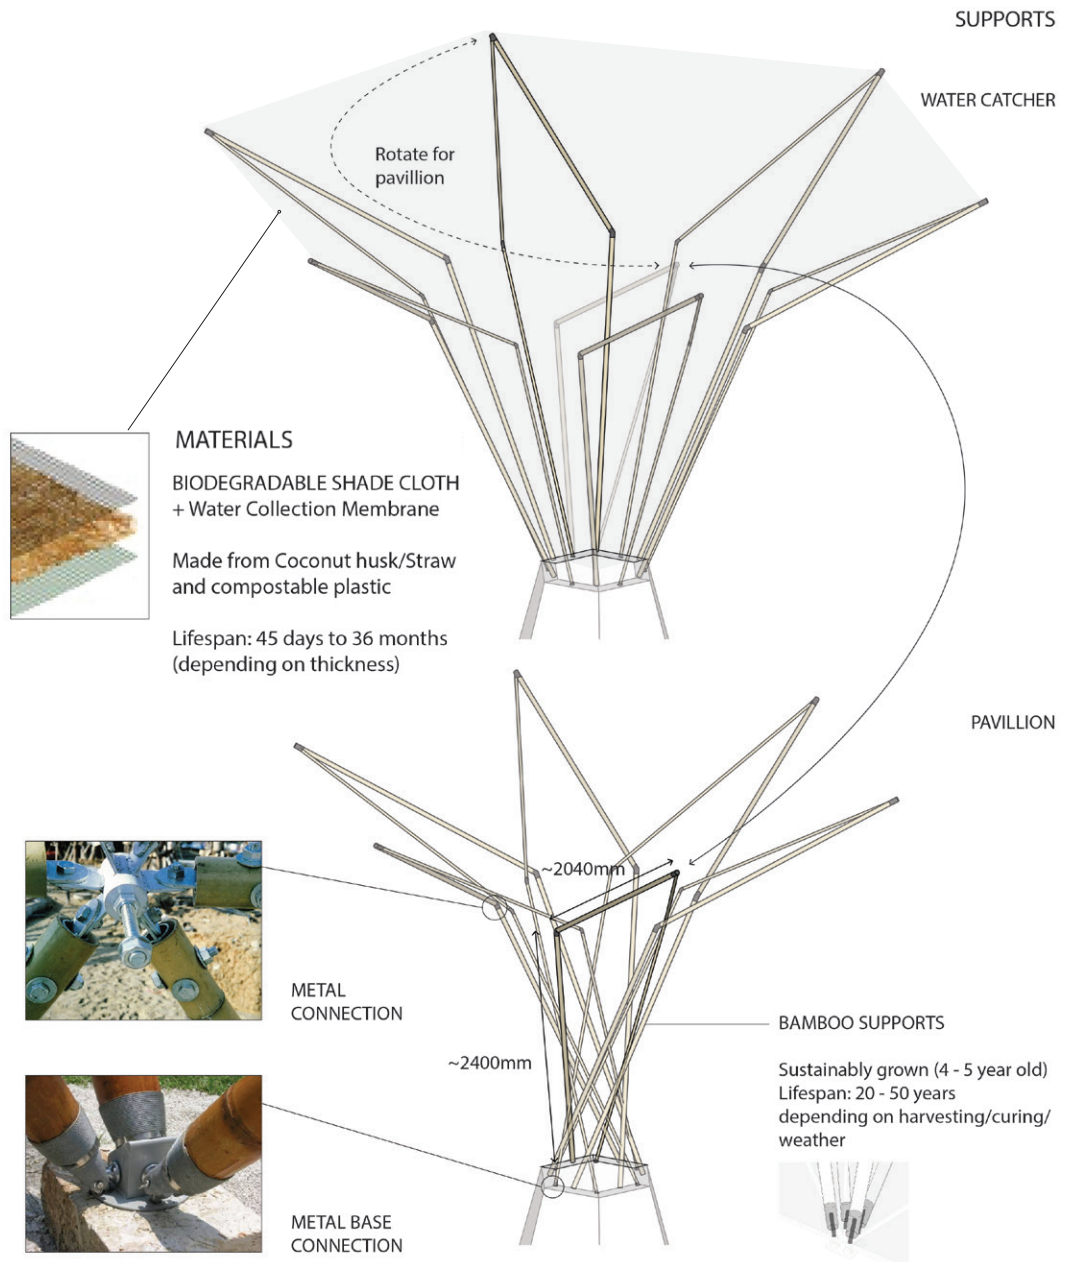 SUPPORTS
WATER CATCHER
Rotate for
pavillion
MATERIALS
BIODEGRADABLE SHADE CLOTH
+ Water Collection Membrane
Made from Coconut husk/Straw
and compostable plastic
Lifespan: 45 days to 36 months
(depending on thickness)
PAVILLION
~2040mm
METAL
CONNECTION
BAMBOO SUPPORTS
~2400mm
Sustainably grown (4 - 5 year old)
Lifespan: 20 - 50 years
depending on harvesting/curing/
weather
METAL BASE
CONNECTION